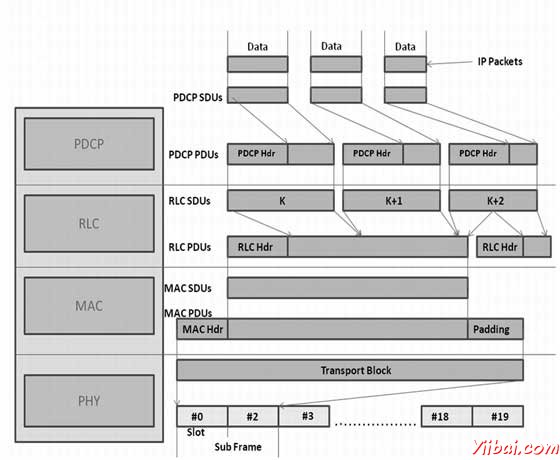 Data Data Data
IP Packets
PDCP SDUs
PDCP
PDCP PDUs PDCP Hdr PDCP Hdr PDCP Hdr
RLC SDUs K K+1 K+2
RLC
RLC PDUs RLC Hdr RLC Hdr
MAC SDUs
MAC
MAC PDUs
MAC Hdr Padding
Transport Block
PHY
#0 #2 #3 #18 #19
Slot
Sub Frame
Yiibai.com